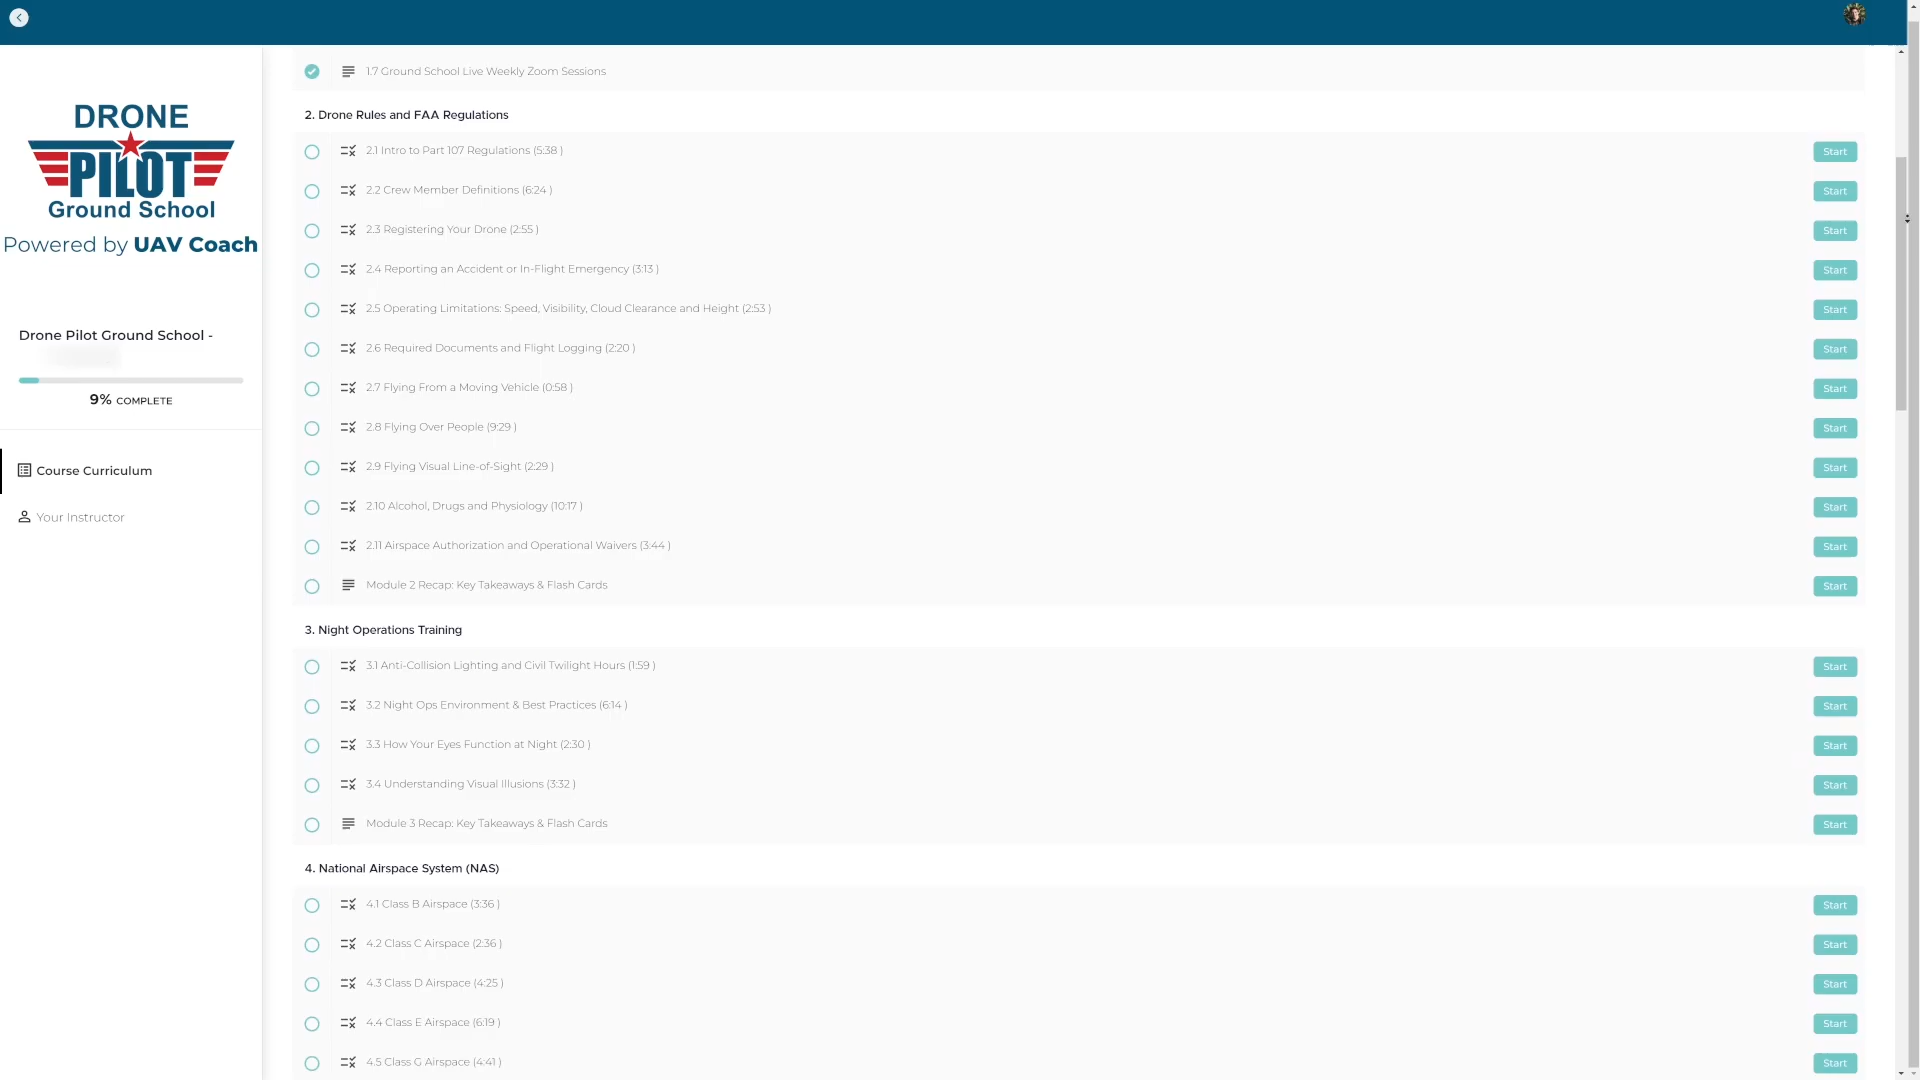 DRONE
PILOT
Ground School
Powered by UAV Coach
Drone Pilot Ground School -
9% COMPLETE
Course Curriculum
Your Instructor
1.7 Ground School Live Weekly Zoom Sessions
2. Drone Rules and FAA Regulations
2.1 Intro to Part 107 Regulations (5:38 )
Start
2.2 Crew Member Definitions (6:24 )
Start
2.3 Registering Your Drone (2:55 )
Start
2.4 Reporting an Accident or In-Flight Emergency (3:13 )
Start
2.5 Operating Limitations: Speed, Visibility, Cloud Clearance and Height (2:53 )
Start
2.6 Required Documents and Flight Logging (2:20 )
Start
2.7 Flying From a Moving Vehicle (0:58 )
Start
2.8 Flying Over People (9:29 )
Start
2.9 Flying Visual Line-of-Sight (2:29 )
Start
2.10 Alcohol, Drugs and Physiology (10:17 )
Start
2.11 Airspace Authorization and Operational Waivers (3:44 )
Start
Module 2 Recap: Key Takeaways & Flash Cards
Start
3. Night Operations Training
3.1 Anti-Collision Lighting and Civil Twilight Hours (1:59 )
Start
3.2 Night Ops Environment & Best Practices (6:14 )
Start
3.3 How Your Eyes Function at Night (2:30 )
Start
3.4 Understanding Visual Illusions (3:32 )
Start
Module 3 Recap: Key Takeaways & Flash Cards
Start
4. National Airspace System (NAS)
4.1 Class B Airspace (3:36 )
Start
4.2 Class C Airspace (2:36 )
Start
4.3 Class D Airspace (4:25 )
Start
4.4 Class E Airspace (6:19 )
Start
4.5 Class G Airspace (4:41 )
Start